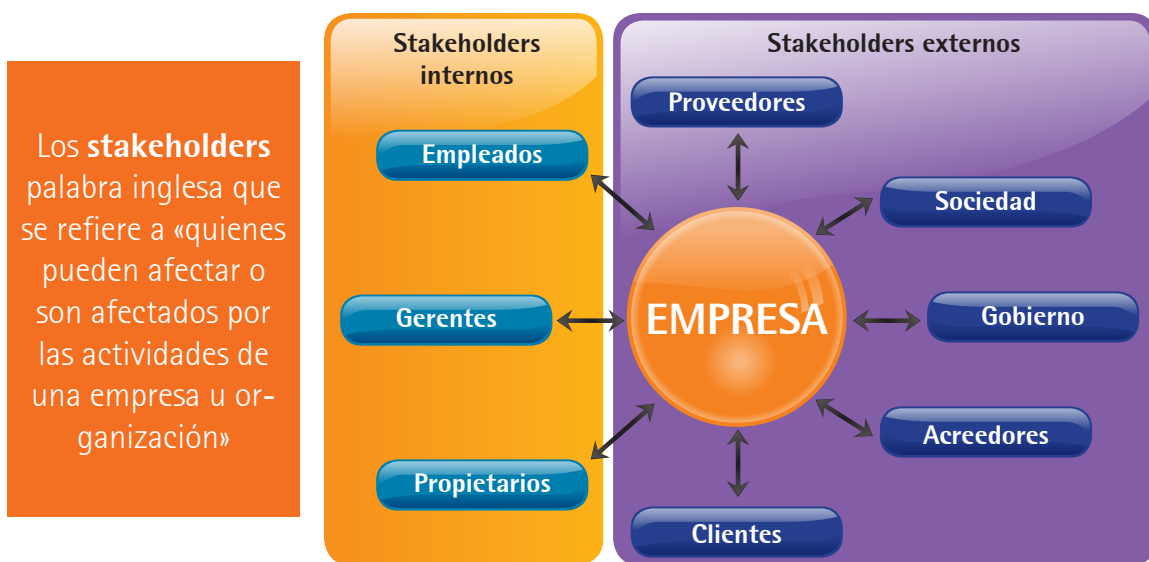 Los stakeholders
palabra inglesa que
se refiere a «quienes
pueden afectar o
son afectados por
las actividades de
una empresa u or-
ganización»
Stakeholders
internos
Empleados
Gerentes
Propietarios
Stakeholders externos
Proveedores
Sociedad
EMPRESA
Gobierno
Acreedores
Clientes